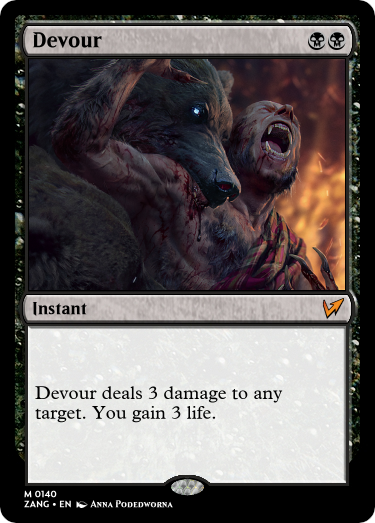 Devour
Instant
Devour deals 3 damage to any
target. You gain 3 life.
M 0140
ZANG • EN Anna Podedworna